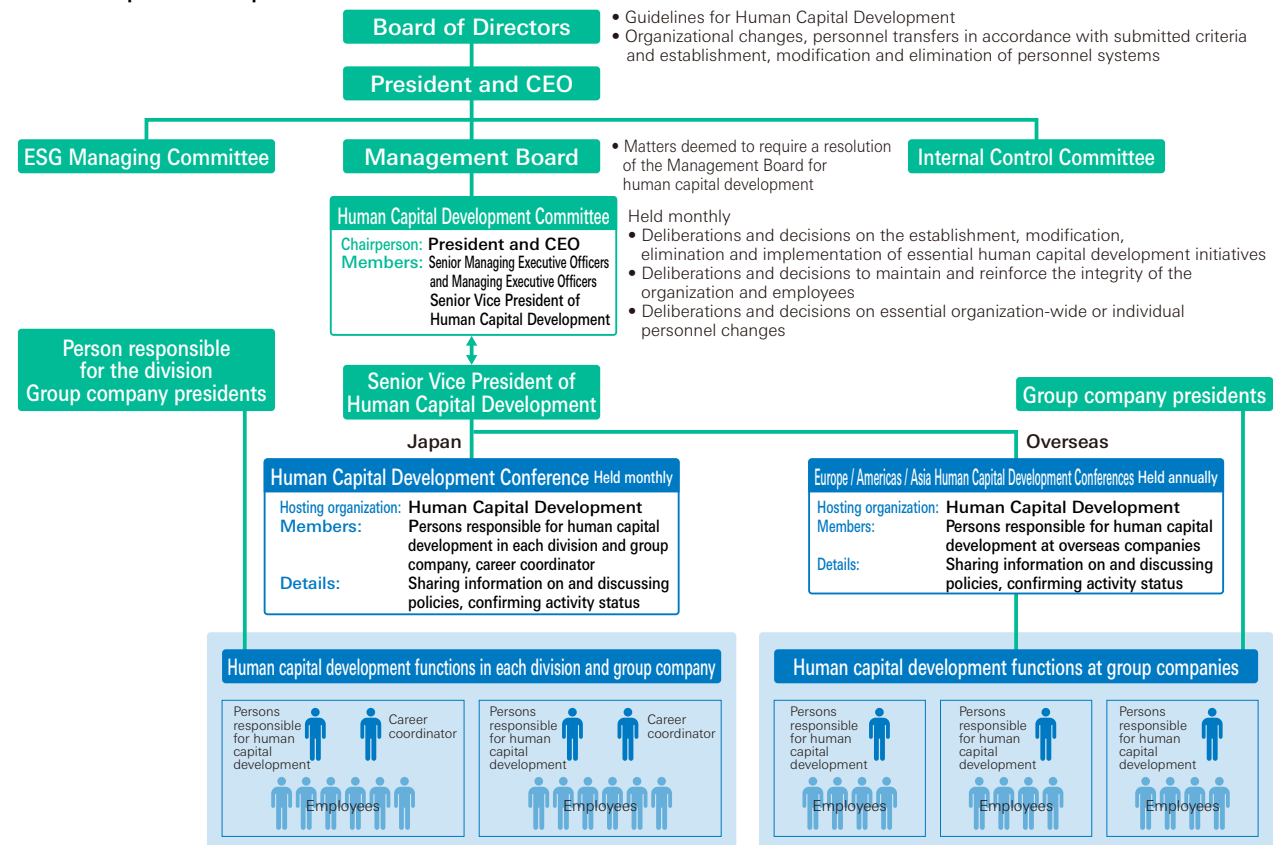 Board of Directors
• Guidelines for Human Capital Development
• Organizational changes, personnel transfers in accordance with submitted criteria
and establishment, modification and elimination of personnel systems
President and CEO
ESG Managing Committee
Management Board
• Matters deemed to require a resolution
of the Management Board for
human capital development
Internal Control Committee
Human Capital Development Committee
Chairperson: President and CEO
Members: Senior Managing Executive Officers
and Managing Executive Officers
Senior Vice President of
Human Capital Development
Held monthly
• Deliberations and decisions on the establishment, modification,
elimination and implementation of essential human capital development initiatives
• Deliberations and decisions to maintain and reinforce the integrity of the
organization and employees
• Deliberations and decisions on essential organization-wide or individual
personnel changes
Person responsible
for the division
Group company presidents
Senior Vice President of
Human Capital Development
Group company presidents
Japan
Overseas
Human Capital Development Conference Held monthly
Hosting organization: Human Capital Development
Members: Persons responsible for human capital
development in each division and group
company, career coordinator
Details: Sharing information on and discussing
policies, confirming activity status
Europe / Americas / Asia Human Capital Development Conferences Held annually
Hosting organization: Human Capital Development
Members: Persons responsible for human capital
development at overseas companies
Details: Sharing information on and discussing
policies, confirming activity status
Human capital development functions in each division and group company
Persons
responsible
for human
capital
development
Career
coordinator
Employees
Persons
responsible
for human
capital
development
Career
coordinator
Employees
Human capital development functions at group companies
Persons
responsible
for human
capital
development
Employees
Persons
responsible
for human
capital
development
Employees
Persons
responsible
for human
capital
development
Employees